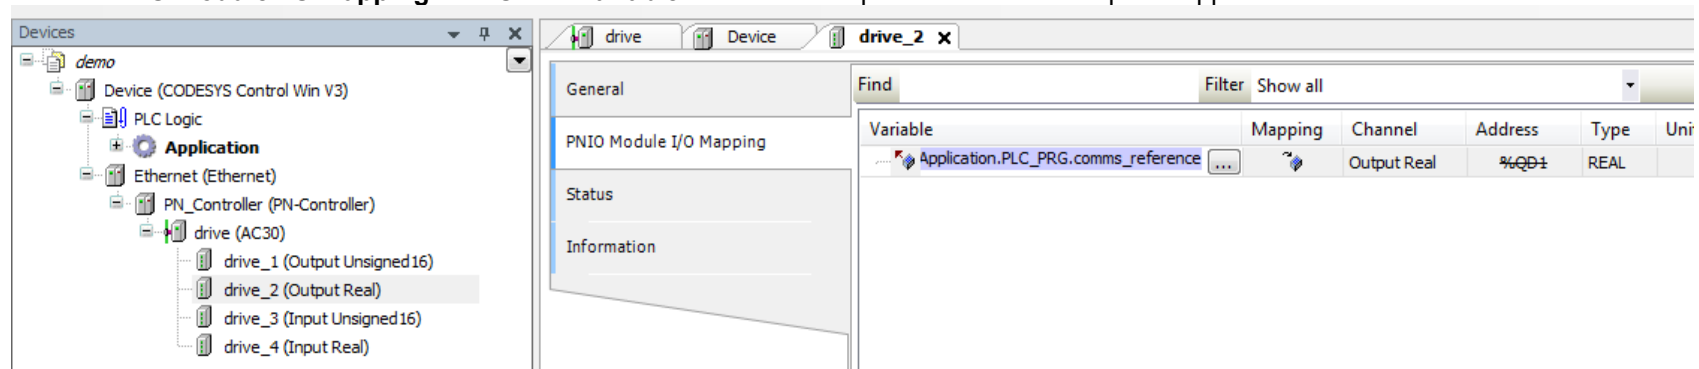 Devices
demo
Device (CODESYS Control Win V3)
PLC Logic
Application
Ethernet (Ethernet)
PN_Controller (PN-Controller)
drive (AC30)
drive_1 (Output Unsigned16)
drive_2 (Output Real)
drive_3 (Input Unsigned16)
drive_4 (Input Real)
drive Device drive_2 x
General
PNIO Module I/O Mapping
Status
Information
Find Filter Show all
Variable Mapping Channel Address Type Uni
Application.PLC_PRG.comms_reference ... Output Real %QD1 REAL